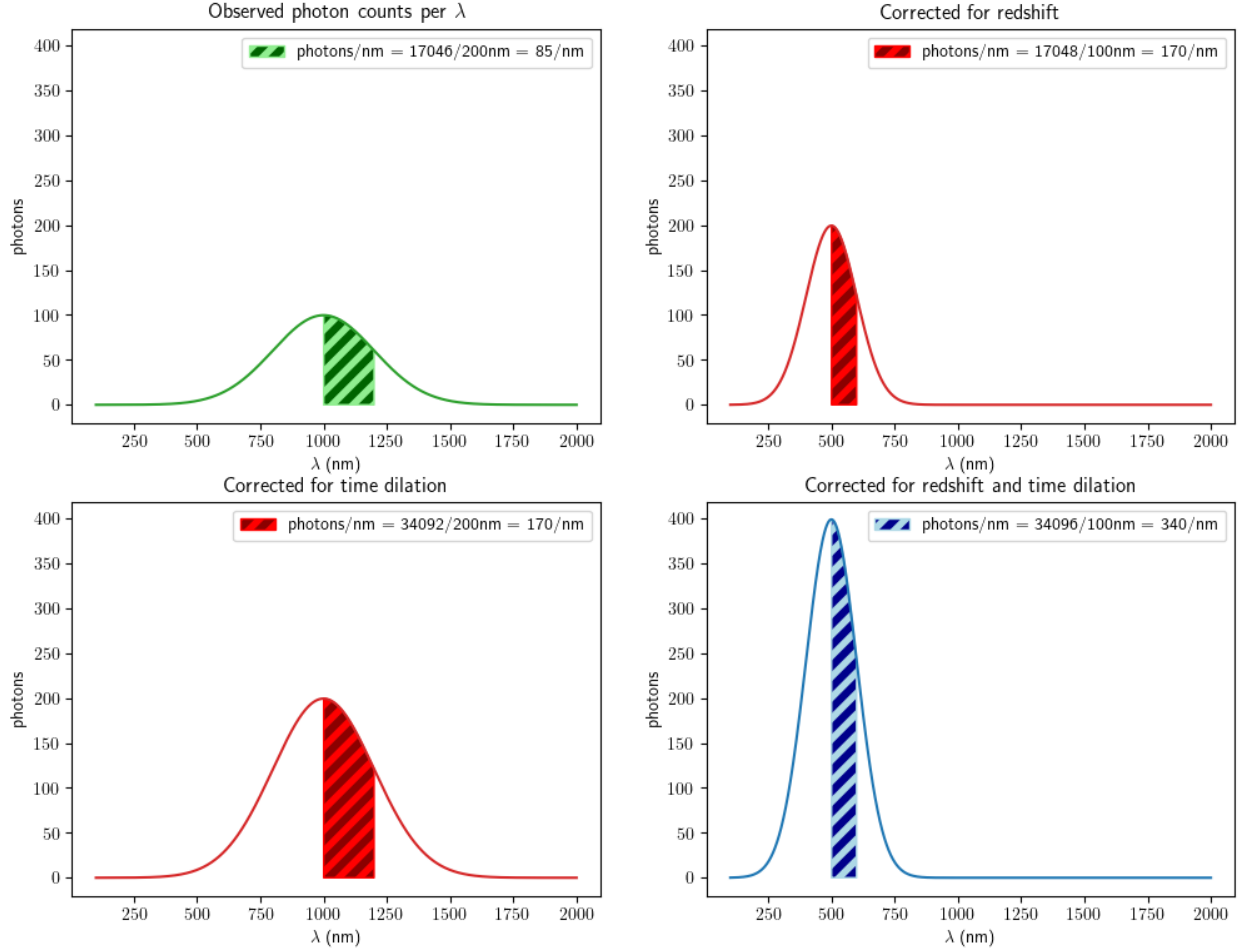 Observed photon counts per λ
photons/nm = 17046/200nm = 85/nm
400
350
300
250
200
150
100
50
0
photons
250 500 750 1000 1250 1500 1750 2000
λ (nm)
Corrected for redshift
photons/nm = 17048/100nm = 170/nm
400
350
300
250
200
150
100
50
0
photons
250 500 750 1000 1250 1500 1750 2000
λ (nm)
Corrected for time dilation
photons/nm = 34092/200nm = 170/nm
400
350
300
250
200
150
100
50
0
photons
250 500 750 1000 1250 1500 1750 2000
λ (nm)
Corrected for redshift and time dilation
photons/nm = 34096/100nm = 340/nm
400
350
300
250
200
150
100
50
0
photons
250 500 750 1000 1250 1500 1750 2000
λ (nm)